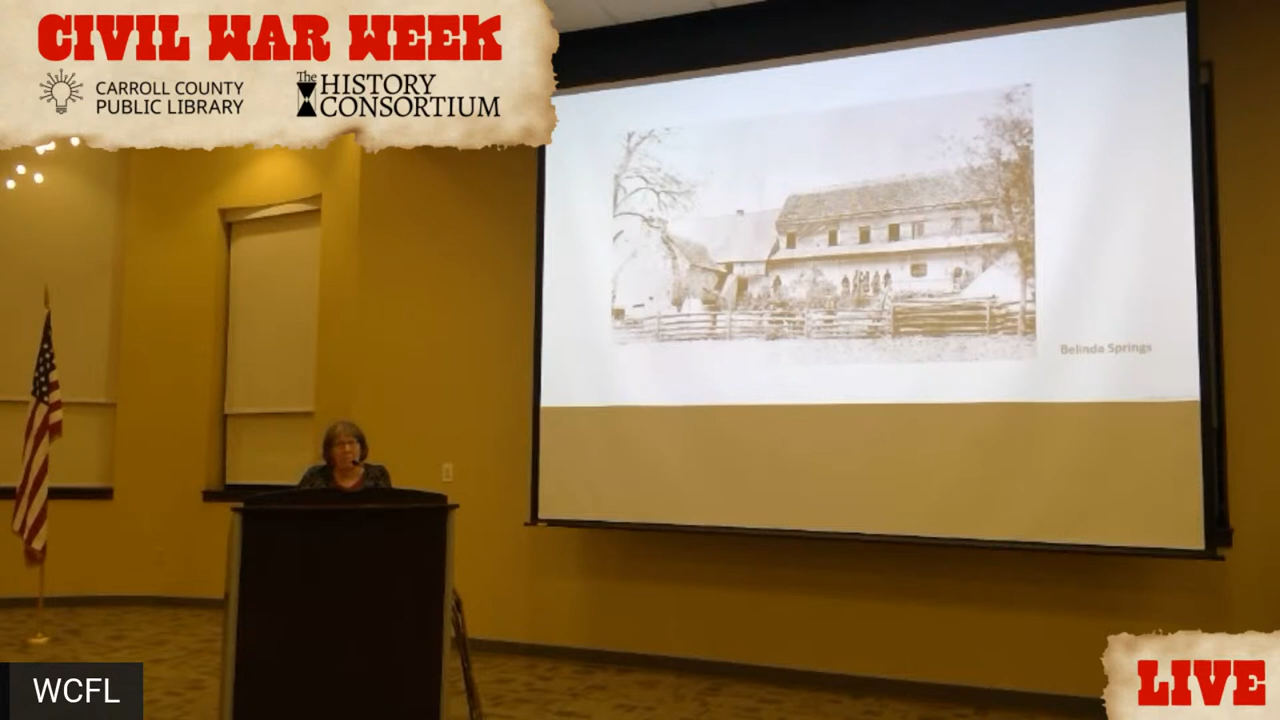 CIVIL WAR WEEK
CARROLL COUNTY
PUBLIC LIBRARY
The
HISTORY
CONSORTIUM
Belinda Springs
WCFL
LIVE